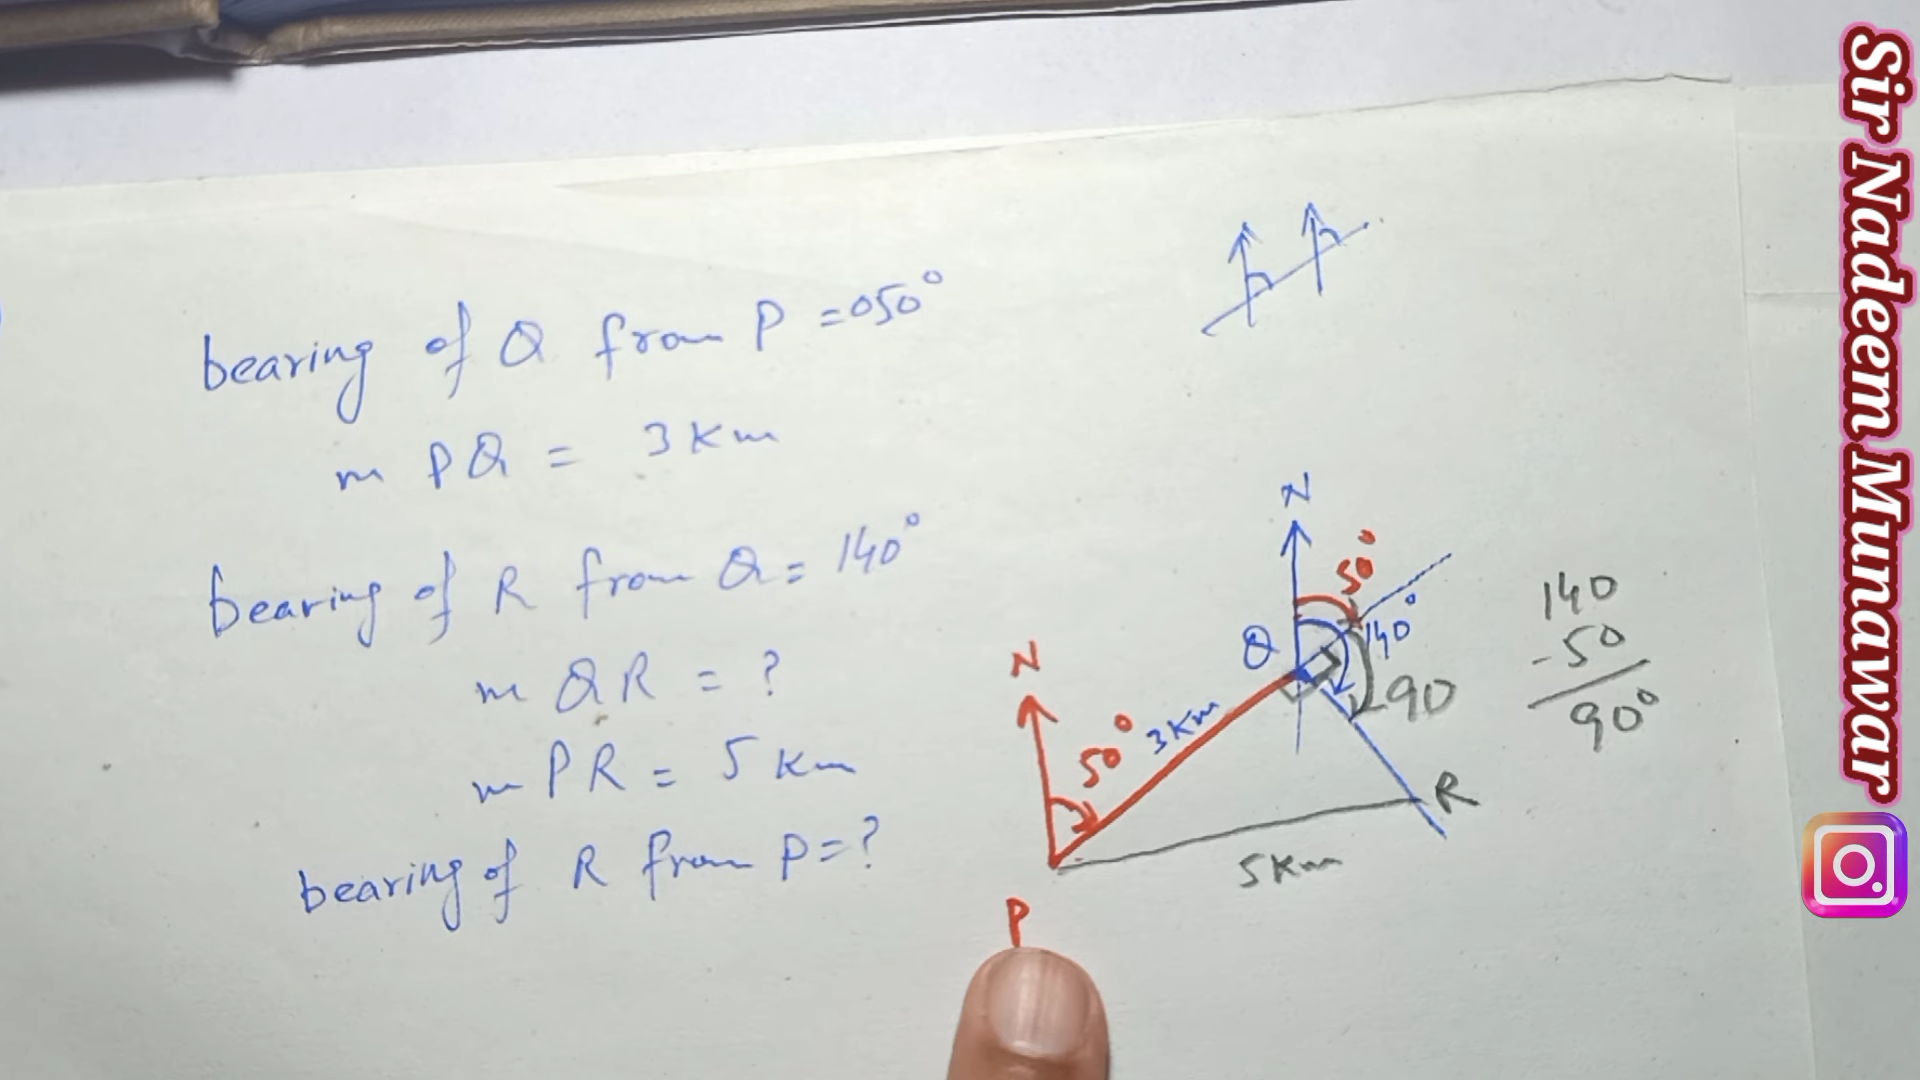 bearing of Q from P = 050°
m PQ = 3 Km
bearing of R from Q = 140°
m QR = ?
m PR = 5 Km
bearing of R from P = ?
N
50°
Q
140°
90
N
50°
3 Km
R
5 Km
P
140
- 50
90°
Sir Nadeem Munawar